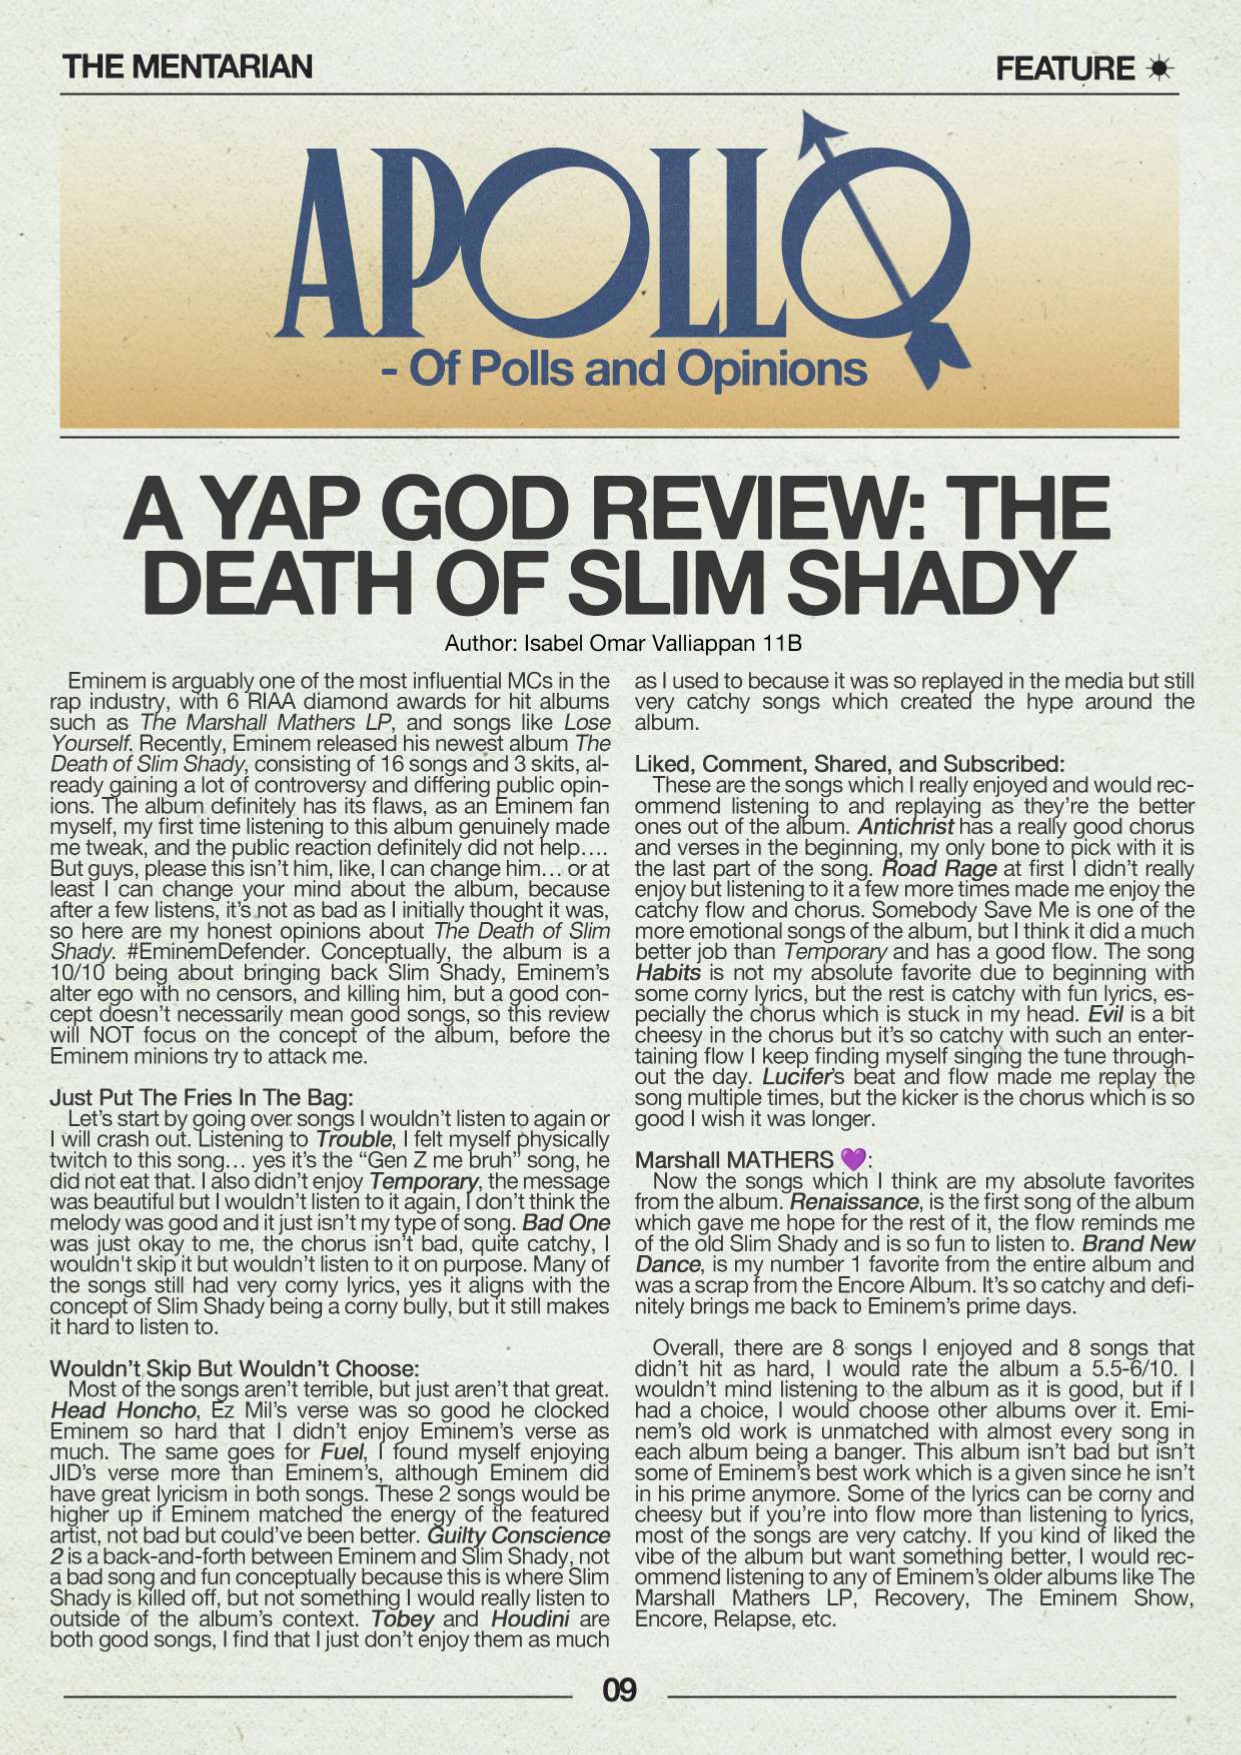 THE MENTARIAN
FEATURE
APOLLO
- Of Polls and Opinions
A YAP GOD REVIEW: THE
DEATH OF SLIM SHADY
Author: Isabel Omar Valliappan 11B
Eminem is arguably one of the most influential MCs in the
rap industry, with 6 RIAA diamond awards for hit albums
such as The Marshall Mathers LP, and songs like Lose
Yourself. Recently, Eminem released his newest album The
Death of Slim Shady, consisting of 16 songs and 3 skits, al-
ready gaining a lot of controversy and differing public opin-
ions. The album definitely has its flaws, as an Eminem fan
myself, my first time listening to this album genuinely made
me tweak, and the public reaction definitely did not help….
But guys, please this isn't him, like, I can change him… or at
least I can change your mind about the album, because
after a few listens, it's not as bad as I initially thought it was,
so here are my honest opinions about The Death of Slim
Shady. #EminemDefender. Conceptually, the album is a
10/10 being about bringing back Slim Shady, Eminem's
alter ego with no censors, and killing him, but a good con-
cept doesn't necessarily mean good songs, so this review
will NOT focus on the concept of the album, before the
Eminem minions try to attack me.
Just Put The Fries In The Bag:
Let's start by going over songs I wouldn't listen to again or
I will crash out. Listening to Trouble, I felt myself physically
twitch to this song… yes it's the “Gen Z me bruh” song, he
did not eat that. I also didn't enjoy Temporary, the message
was beautiful but I wouldn't listen to it again, I don't think the
melody was good and it just isn't my type of song. Bad One
was just okay to me, the chorus isn't bad, quite catchy, I
wouldn't skip it but wouldn't listen to it on purpose. Many of
the songs still had very corny lyrics, yes it aligns with the
concept of Slim Shady being a corny bully, but it still makes
it hard to listen to.
Wouldn't Skip But Wouldn't Choose:
Most of the songs aren't terrible, but just aren't that great.
Head Honcho, Ez Mil's verse was so good he clocked
Eminem so hard that I didn't enjoy Eminem's verse as
much. The same goes for Fuel, I found myself enjoying
JID's verse more than Eminem's, although Eminem did
have great lyricism in both songs. These 2 songs would be
higher up if Eminem matched the energy of the featured
artist, not bad but could've been better. Guilty Conscience
2 is a back-and-forth between Eminem and Slim Shady, not
a bad song and fun conceptually because this is where Slim
Shady is killed off, but not something I would really listen to
outside of the album's context. Tobey and Houdini are
both good songs, I find that I just don't enjoy them as much
as I used to because it was so replayed in the media but still
very catchy songs which created the hype around the
album.
Liked, Comment, Shared, and Subscribed:
These are the songs which I really enjoyed and would rec-
ommend listening to and replaying as they're the better
ones out of the album. Antichrist has a really good chorus
and verses in the beginning, my only bone to pick with it is
the last part of the song. Road Rage at first I didn't really
enjoy but listening to it a few more times made me enjoy the
catchy flow and chorus. Somebody Save Me is one of the
more emotional songs of the album, but I think it did a much
better job than Temporary and has a good flow. The song
Habits is not my absolute favorite due to beginning with
some corny lyrics, but the rest is catchy with fun lyrics, es-
pecially the chorus which is stuck in my head. Evil is a bit
cheesy in the chorus but it's so catchy with such an enter-
taining flow I keep finding myself singing the tune through-
out the day. Lucifer's beat and flow made me replay the
song multiple times, but the kicker is the chorus which is so
good I wish it was longer.
Marshall MATHERS 💜:
Now the songs which I think are my absolute favorites
from the album. Renaissance, is the first song of the album
which gave me hope for the rest of it, the flow reminds me
of the old Slim Shady and is so fun to listen to. Brand New
Dance, is my number 1 favorite from the entire album and
was a scrap from the Encore Album. It's so catchy and defi-
nitely brings me back to Eminem's prime days.
Overall, there are 8 songs I enjoyed and 8 songs that
didn't hit as hard, I would rate the album a 5.5-6/10. I
wouldn't mind listening to the album as it is good, but if I
had a choice, I would choose other albums over it. Emi-
nem's old work is unmatched with almost every song in
each album being a banger. This album isn't bad but isn't
some of Eminem's best work which is a given since he isn't
in his prime anymore. Some of the lyrics can be corny and
cheesy but if you're into flow more than listening to lyrics,
most of the songs are very catchy. If you kind of liked the
vibe of the album but want something better, I would rec-
ommend listening to any of Eminem's older albums like The
Marshall Mathers LP, Recovery, The Eminem Show,
Encore, Relapse, etc.
09